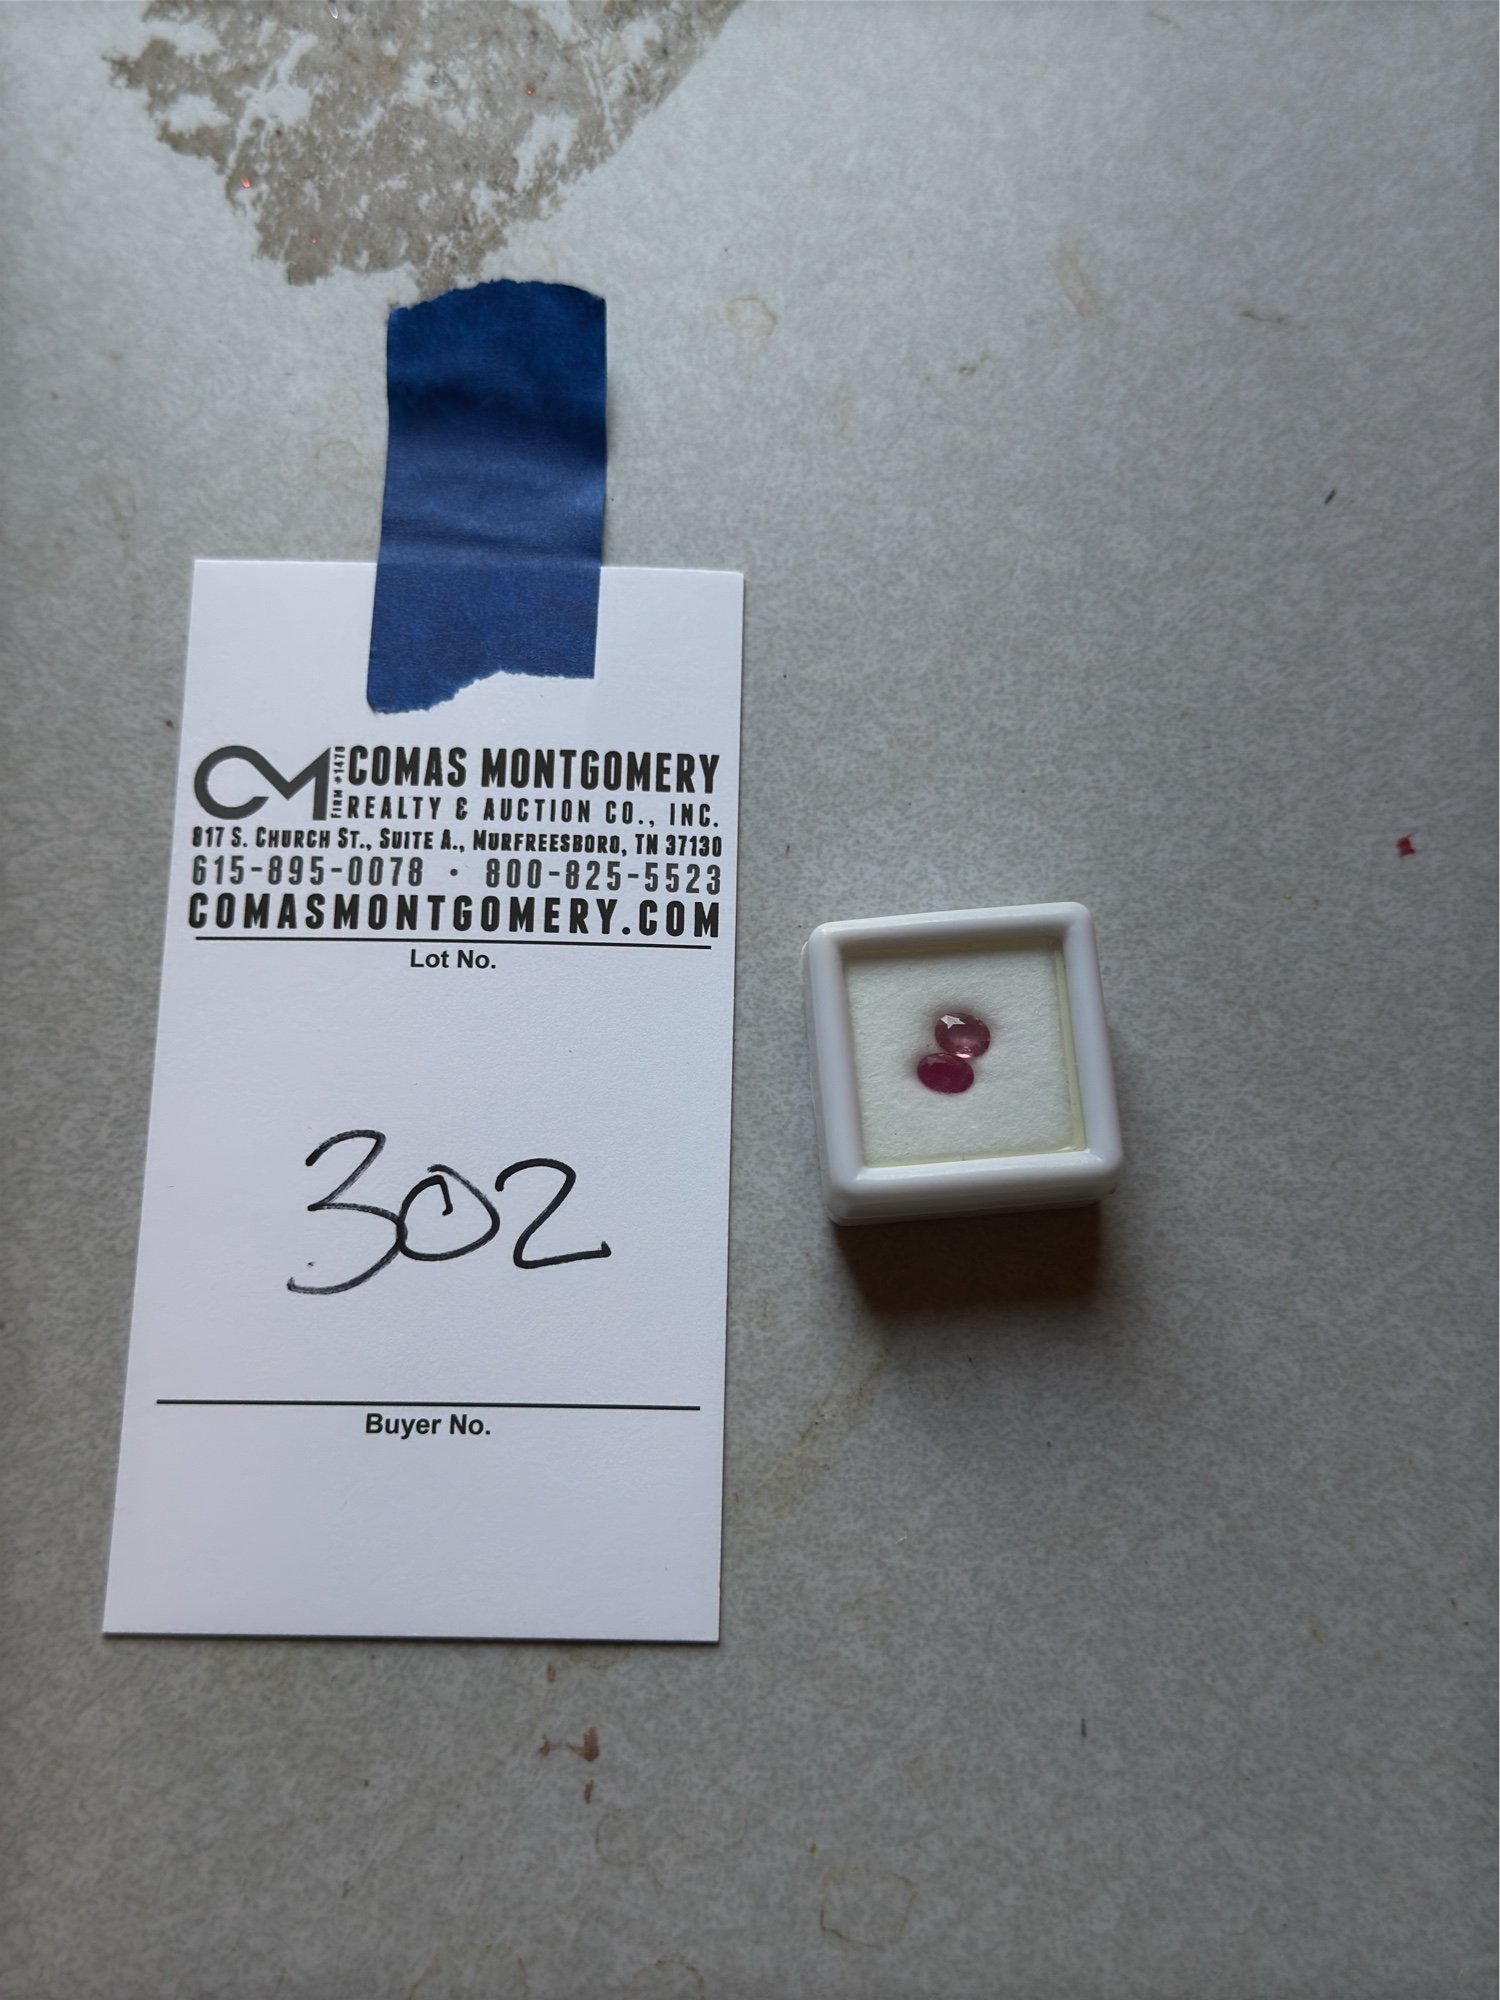 CM FIRM #1478 COMAS MONTGOMERY
REALTY & AUCTION CO., INC.
817 S. CHURCH ST., SUITE A., MURFREESBORO, TN 37130
615-895-0078 · 800-825-5523
COMASMONTGOMERY.COM
Lot No.
302
Buyer No.